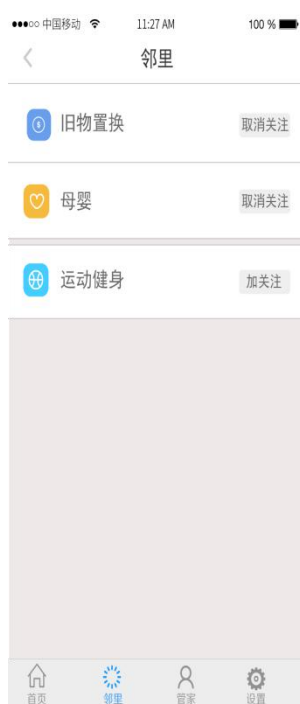 中国移动 11:27 AM 100 %
邻里
旧物置换 取消关注
母婴 取消关注
运动健身 加关注
首页 邻里 管家 设置